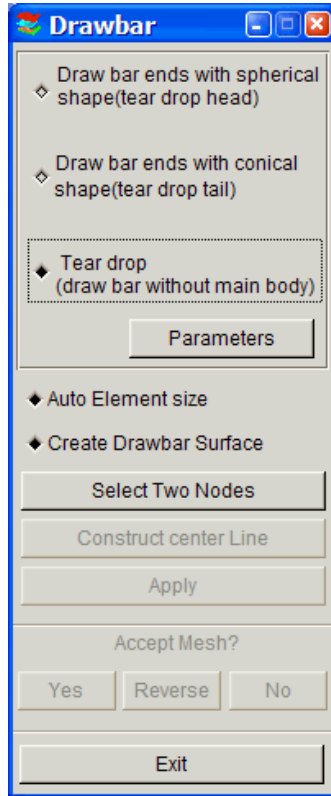 Drawbar
Draw bar ends with spherical
shape(tear drop head)
Draw bar ends with conical
shape(tear drop tail)
Tear drop
(draw bar without main body)
Parameters
Auto Element size
Create Drawbar Surface
Select Two Nodes
Construct center Line
Apply
Accept Mesh?
Yes Reverse No
Exit